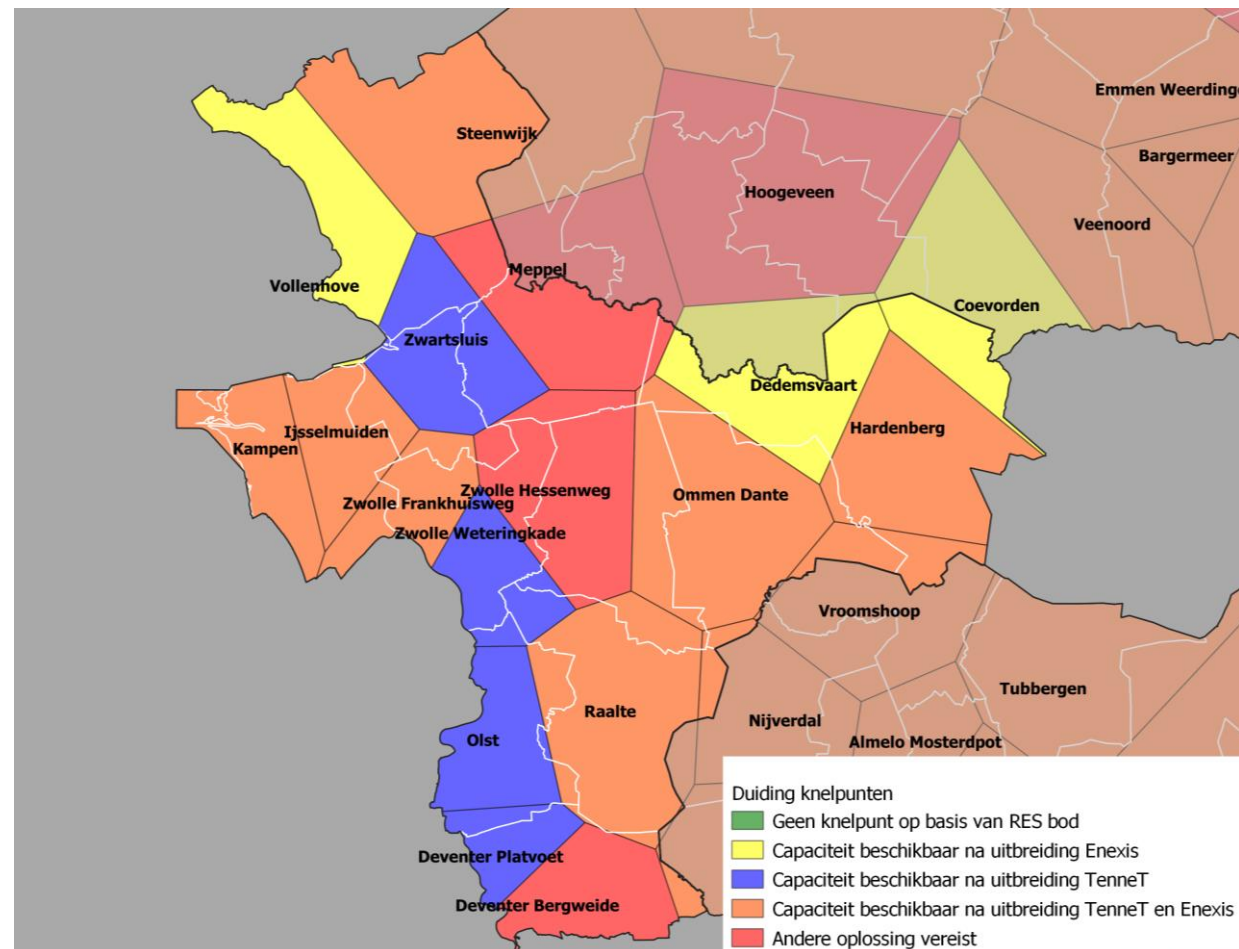 Emmen Weerdinge
Steenwijk
Bargermeer
Hoogeveen
Veenoord
Meppel
Vollenhove
Coevorden
Zwartsluis
Dedemsvaart
Hardenberg
Ijsselmuiden
Kampen
Zwolle Hessenweg
Ommen Dante
Zwolle Frankhuisweg
Zwolle Weteringkade
Vroomshoop
Tubbergen
Raalte
Nijverdal
Olst
Almelo Mosterdpot
Deventer Platvoet
Deventer Bergweide
Duiding knelpunten
Geen knelpunt op basis van RES bod
Capaciteit beschikbaar na uitbreiding Enexis
Capaciteit beschikbaar na uitbreiding TenneT
Capaciteit beschikbaar na uitbreiding TenneT en Enexis
Andere oplossing vereist